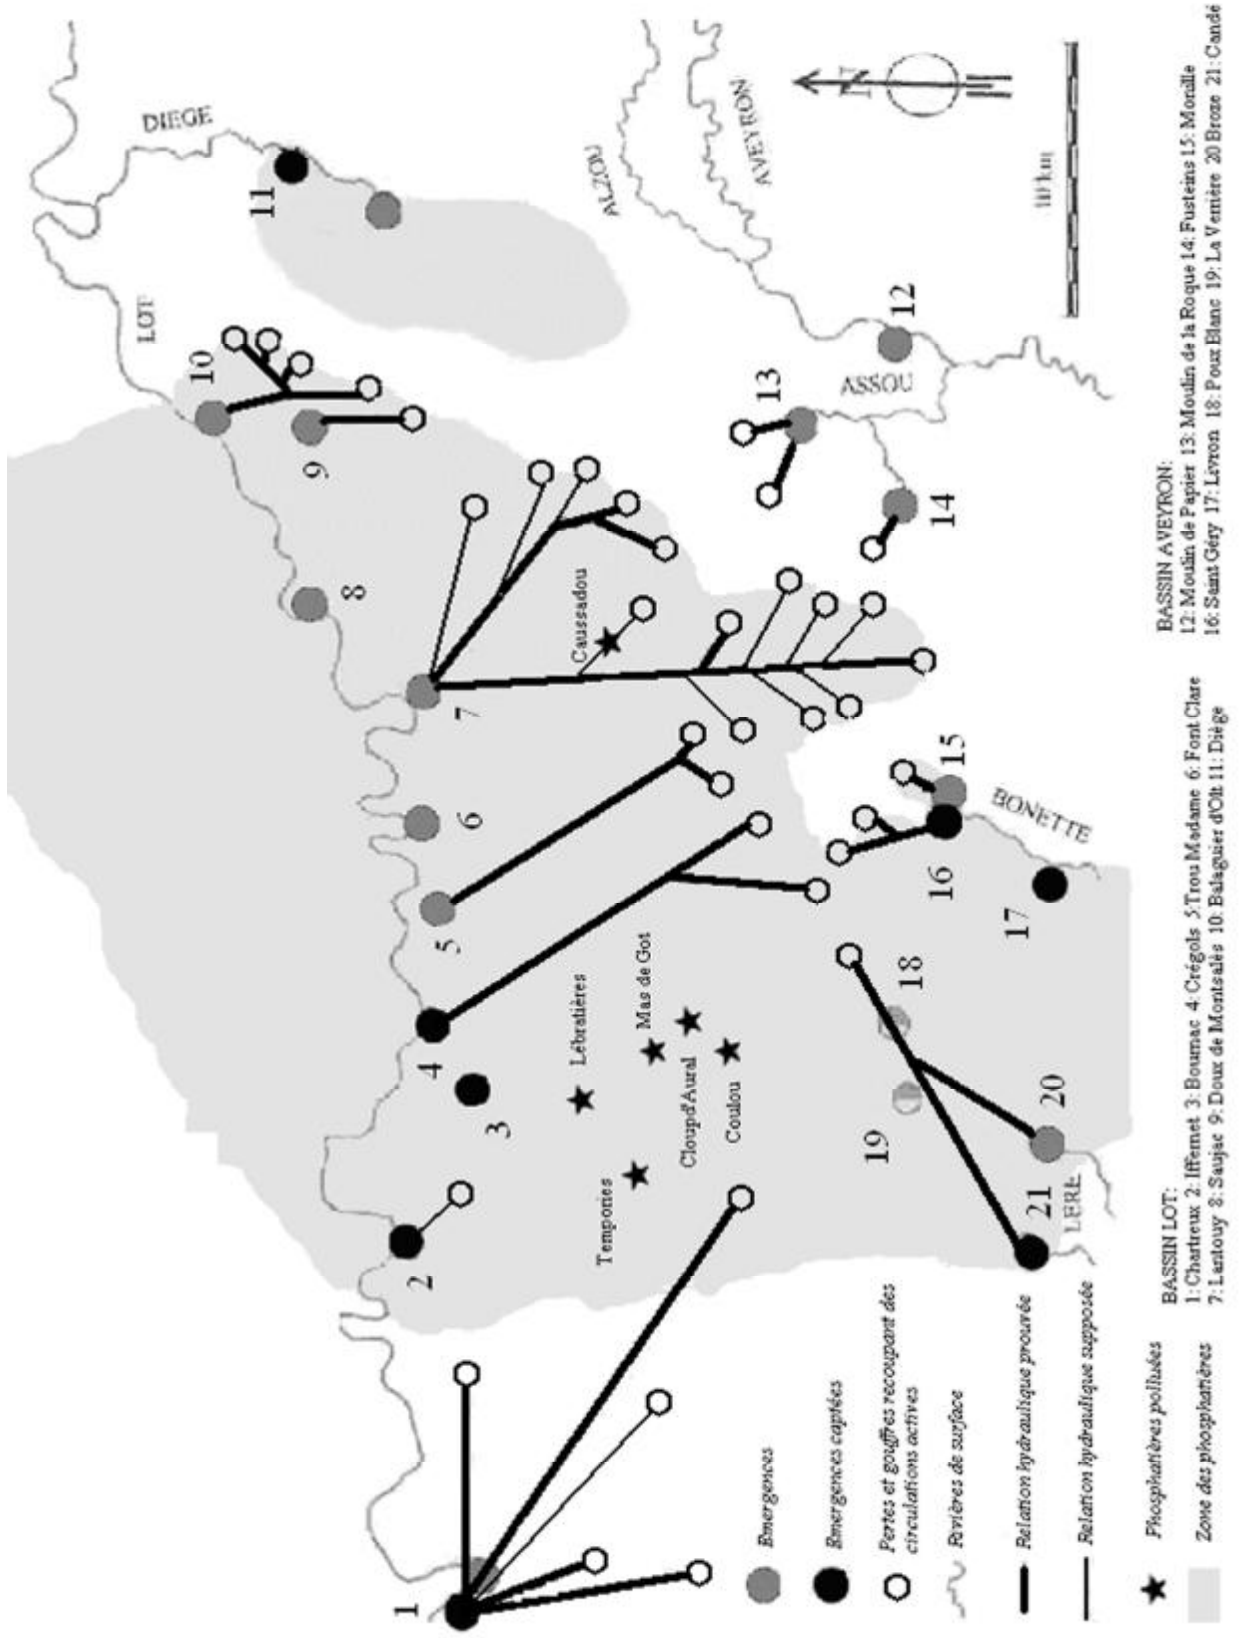 DIEGE
LOT
11
10
9
8
7
6
5
4
3
2
1
ALZOU
AVEYRON
N
10 km
12
ASSOU
13
14
Caussadou
15
BONETTE
16
17
18
19
20
21
LERE
Lébratières
Mas de Got
Cloupd'Aural
Coulou
Tempories
Emergences
Emergences captées
Pertes et gouffres recoupant des
circulations actives
Rivières de surface
Relation hydraulique prouvée
Relation hydraulique supposée
Phosphatières polluées
Zone des phosphatières
BASSIN LOT:
1: Chartreux 2: Iffernet 3: Bournac 4: Crégols 5:Trou Madame 6: Font Clare
7: Lantouy 8: Saujac 9: Doux de Montsalès 10: Balaguier d'Olt 11: Diège
BASSIN AVEYRON:
12: Moulin de Papier 13: Moulin de la Roque 14: Fusteins 15: Monille
16: Saint Géry 17: Lèvron 18: Poux Blanc 19: La Verrière 20 Broze 21: Candé